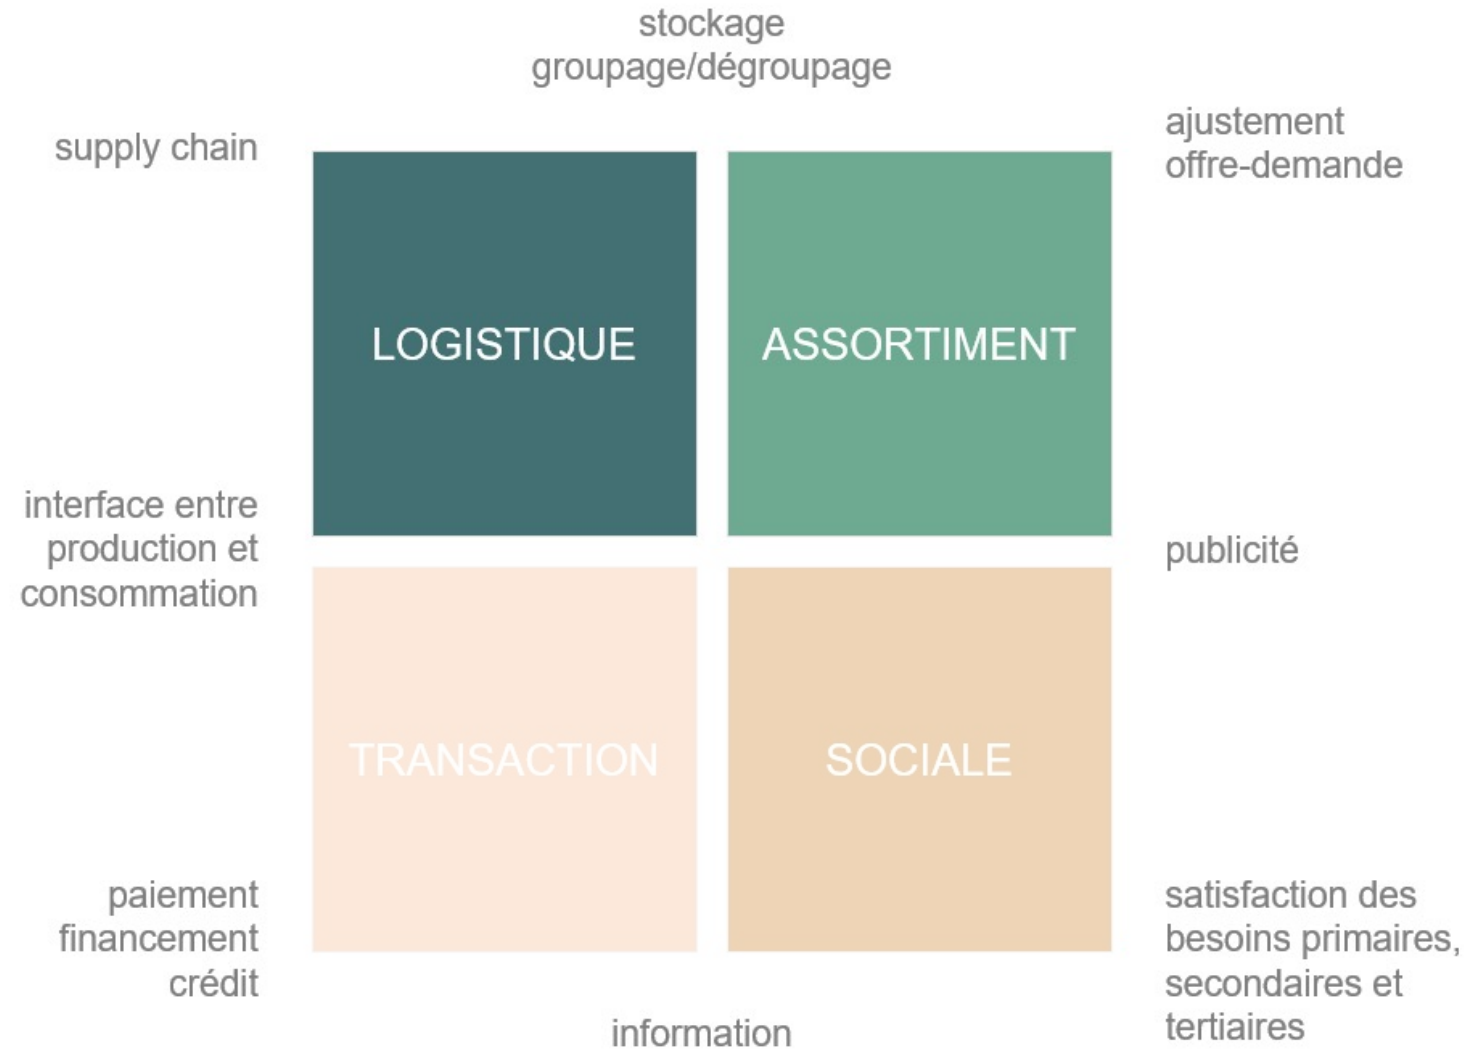 stockage
groupage/dégroupage
supply chain
ajustement
offre-demande
LOGISTIQUE
ASSORTIMENT
interface entre
production et
consommation
publicité
TRANSACTION
SOCIALE
paiement
financement
crédit
satisfaction des
besoins primaires,
secondaires et
tertiaires
information